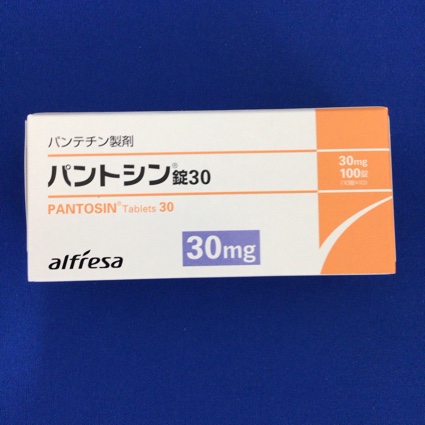 パンテチン製剤
パントシン®錠30
PANTOSIN® Tablets 30
30mg
100錠
30mg
alfresa